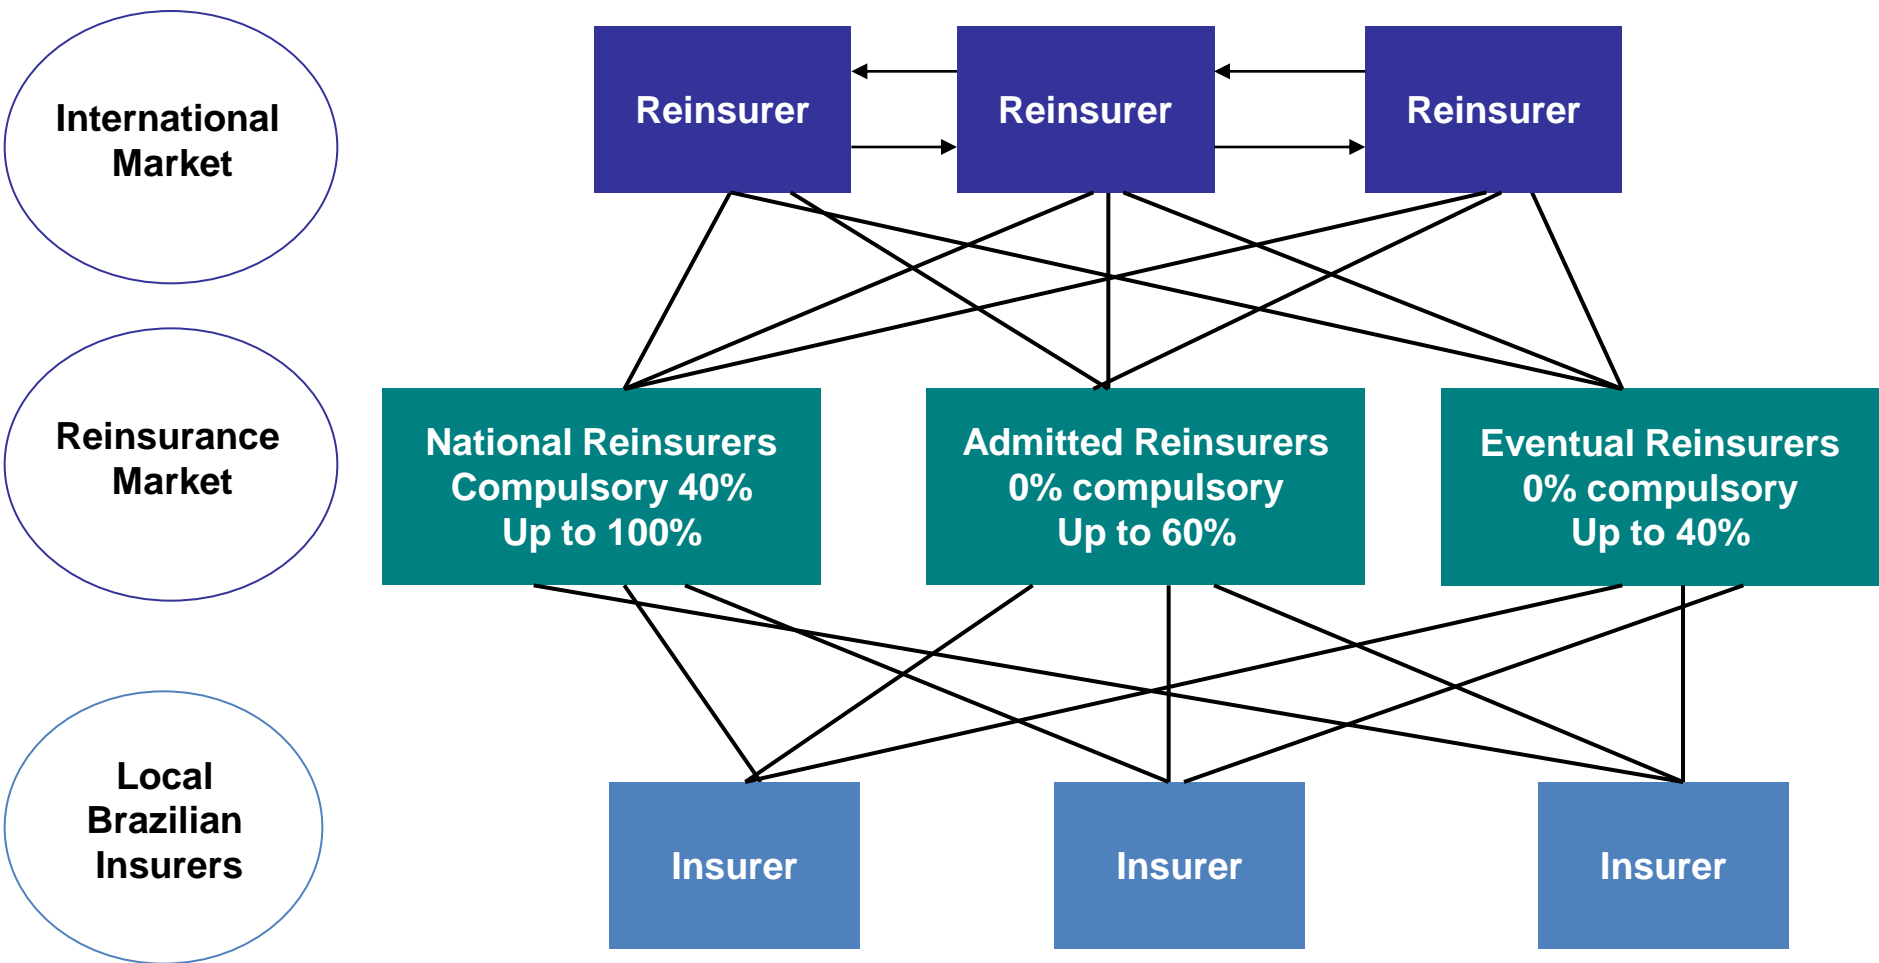 International
Market
Reinsurer
Reinsurer
Reinsurer
Reinsurance
Market
National Reinsurers
Compulsory 40%
Up to 100%
Admitted Reinsurers
0% compulsory
Up to 60%
Eventual Reinsurers
0% compulsory
Up to 40%
Local
Brazilian
Insurers
Insurer
Insurer
Insurer